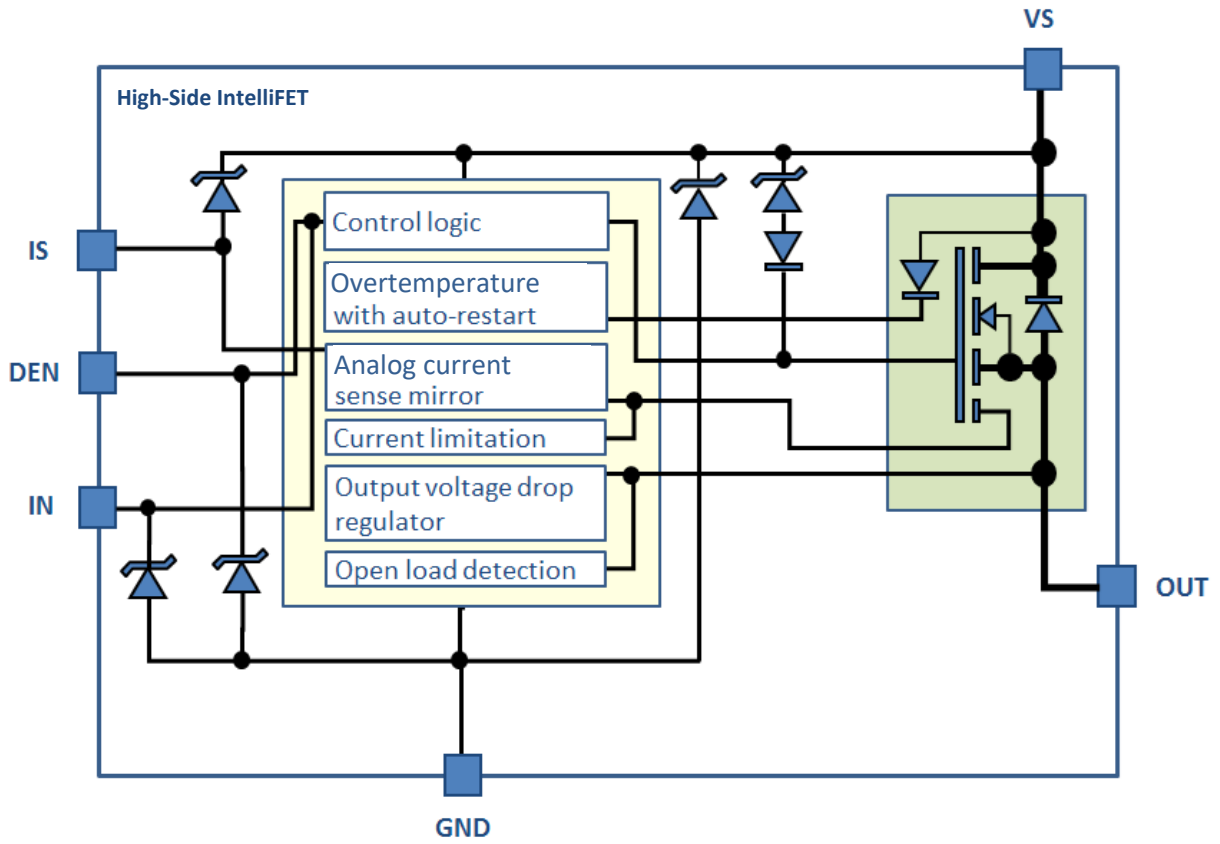 VS
High-Side IntelliFET
IS
DEN
IN
Control logic
Overtemperature
with auto-restart
Analog current
sense mirror
Current limitation
Output voltage drop
regulator
Open load detection
OUT
GND